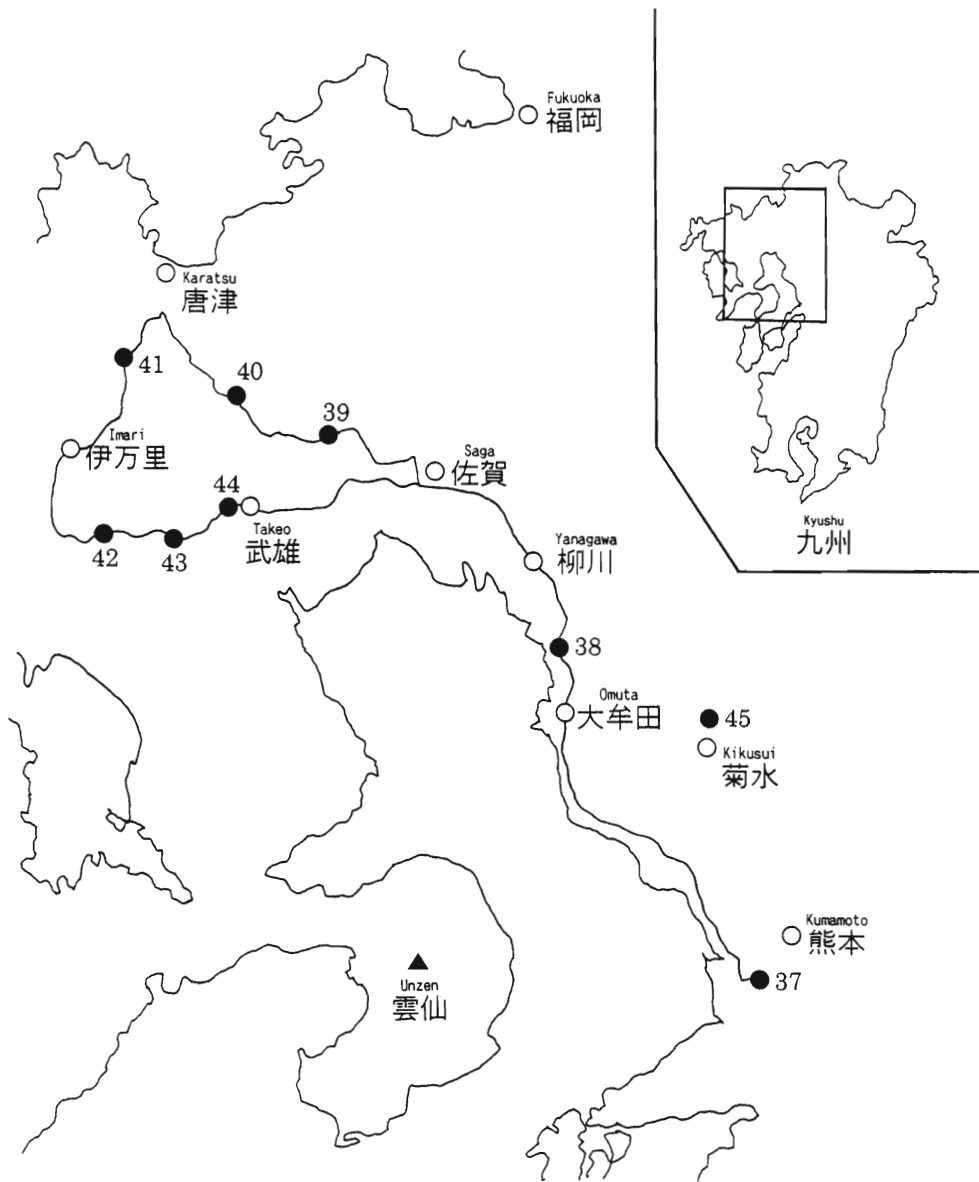 Fukuoka
福岡
Karatsu
唐津
41
40
39
Imari
伊万里
Saga
佐賀
44
Takeo
武雄
42
43
Yanagawa
柳川
38
Omuta
大牟田
45
Kikusui
菊水
Kumamoto
熊本
37
Unzen
雲仙
Kyushu
九州